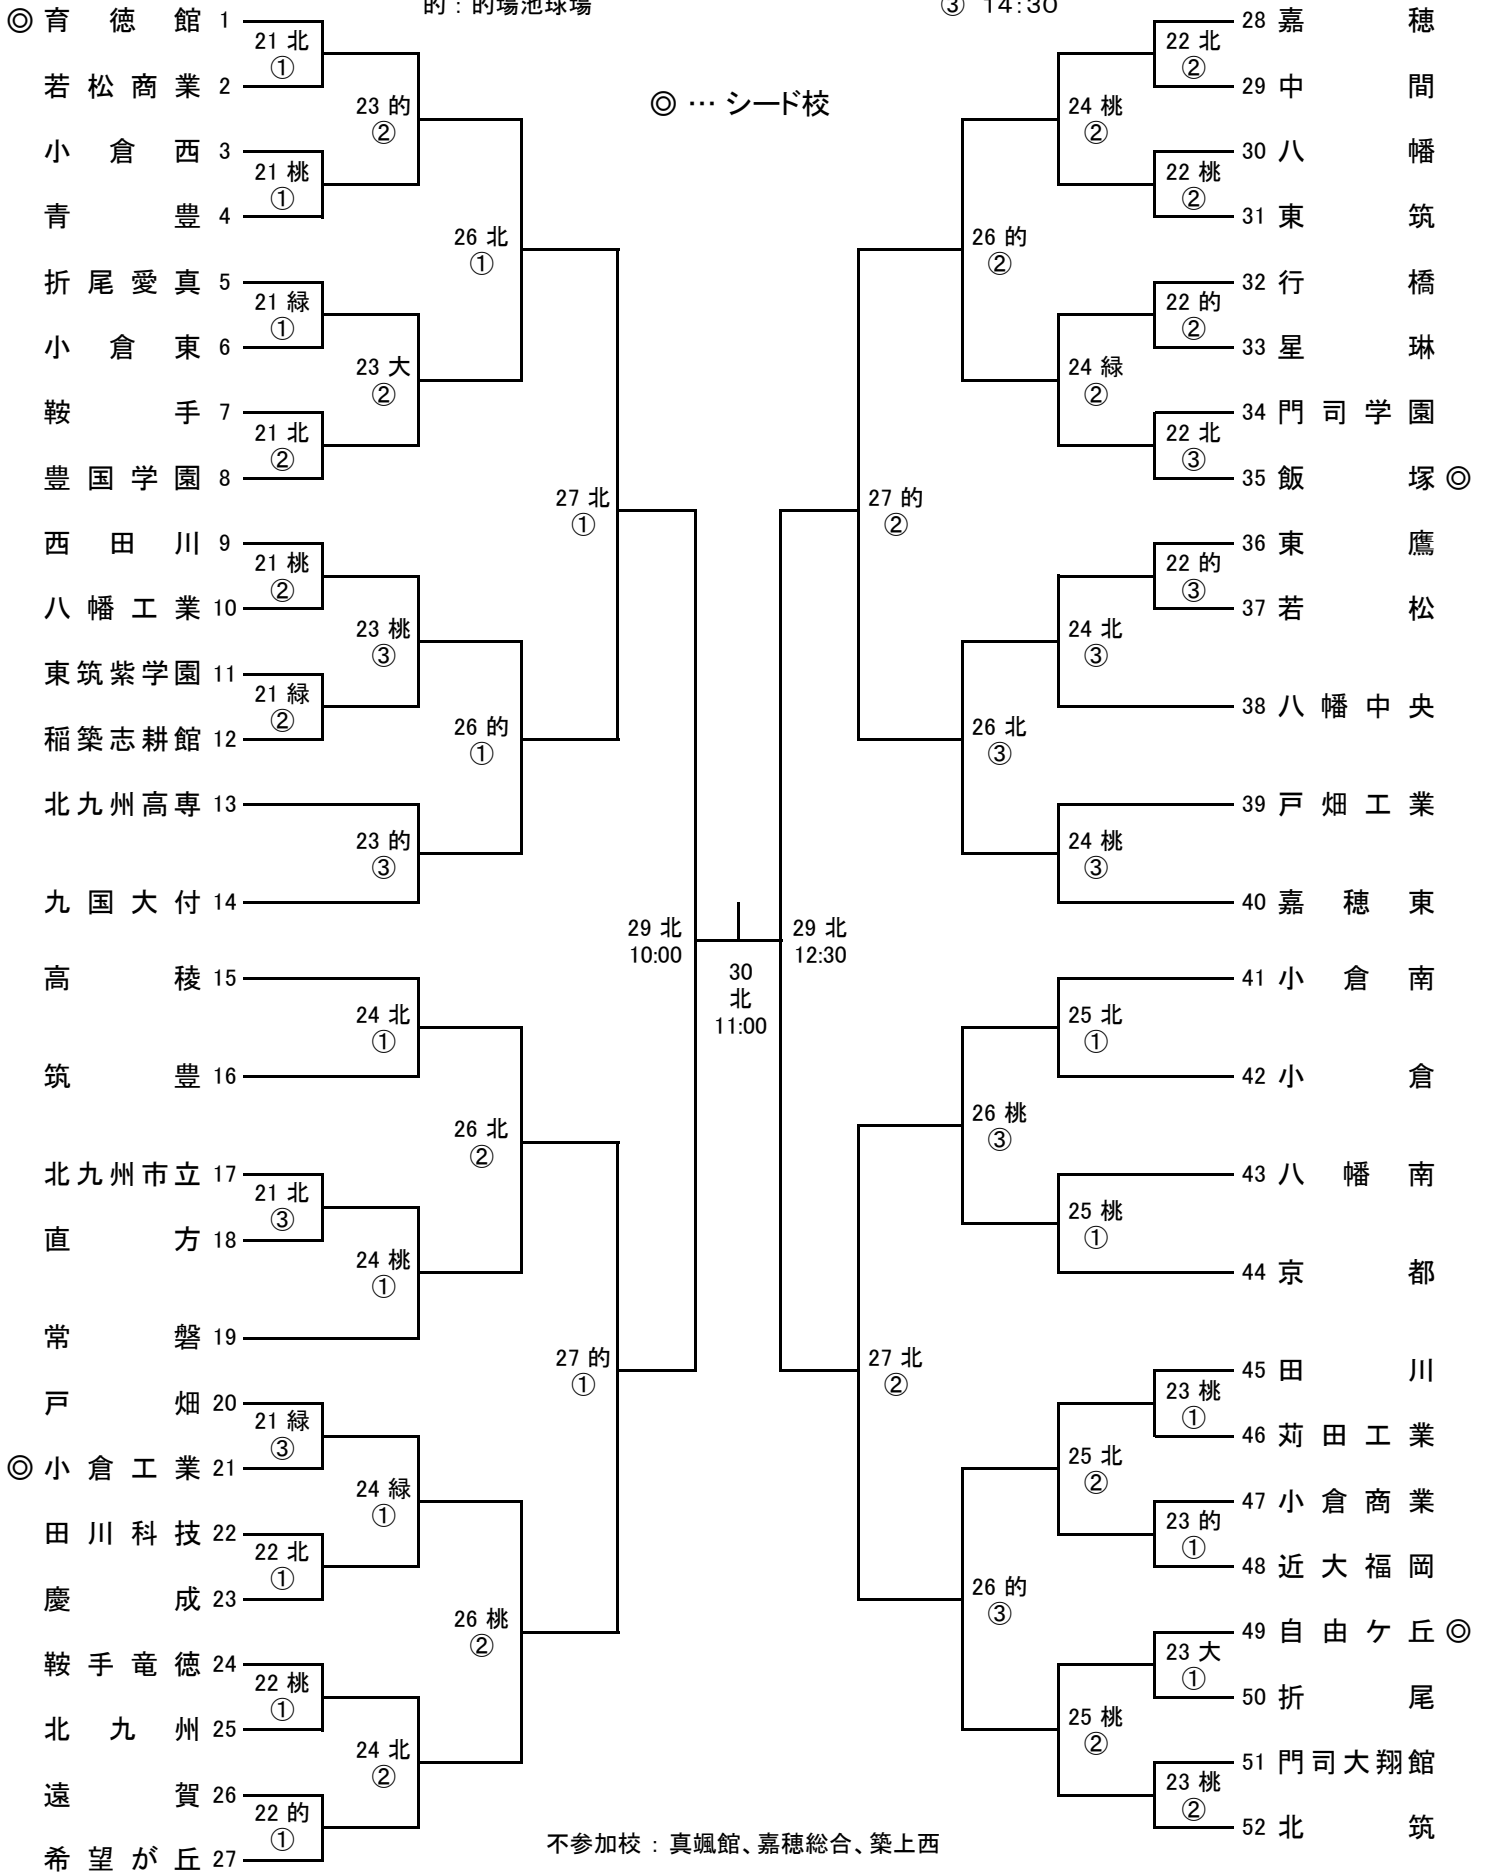 的：的場池球場
③ 14：30
◎ … シード校
◎ 育徳館 1
若松商業 2
小倉西 3
青豊 4
折尾愛真 5
小倉東 6
鞍手 7
豊国学園 8
西田川 9
八幡工業 10
東筑紫学園 11
稲築志耕館 12
北九州高専 13
九国大付 14
高稜 15
筑豊 16
北九州市立 17
直方 18
常磐 19
戸畑 20
◎ 小倉工業 21
田川科技 22
慶成 23
鞍手竜徳 24
北九州 25
遠賀 26
希望が丘 27
21 北
①
21 桃
①
21 緑
①
21 北
②
21 桃
②
21 緑
②
21 北
③
21 緑
③
22 北
①
22 桃
①
22 的
①
23 的
②
23 大
②
23 桃
③
23 的
③
24 北
①
24 桃
①
24 緑
①
24 北
②
26 北
①
26 的
①
26 北
②
26 桃
②
27 北
①
27 的
①
29 北
10:00
30
北
11:00
29 北
12:30
27 的
②
27 北
②
26 的
②
26 北
③
26 桃
③
26 的
③
24 桃
②
24 緑
②
24 北
③
24 桃
③
25 北
①
25 桃
①
25 北
②
25 桃
②
22 北
②
22 桃
②
22 的
②
22 北
③
22 的
③
23 桃
①
23 的
①
23 大
①
23 桃
②
28 嘉穂
29 中間
30 八幡
31 東筑
32 行橋
33 星琳
34 門司学園
35 飯塚 ◎
36 東鷹
37 若松
38 八幡中央
39 戸畑工業
40 嘉穂東
41 小倉南
42 小倉
43 八幡南
44 京都
45 田川
46 苅田工業
47 小倉商業
48 近大福岡
49 自由ケ丘 ◎
50 折尾
51 門司大翔館
52 北筑
不参加校：真颯館、嘉穂総合、築上西